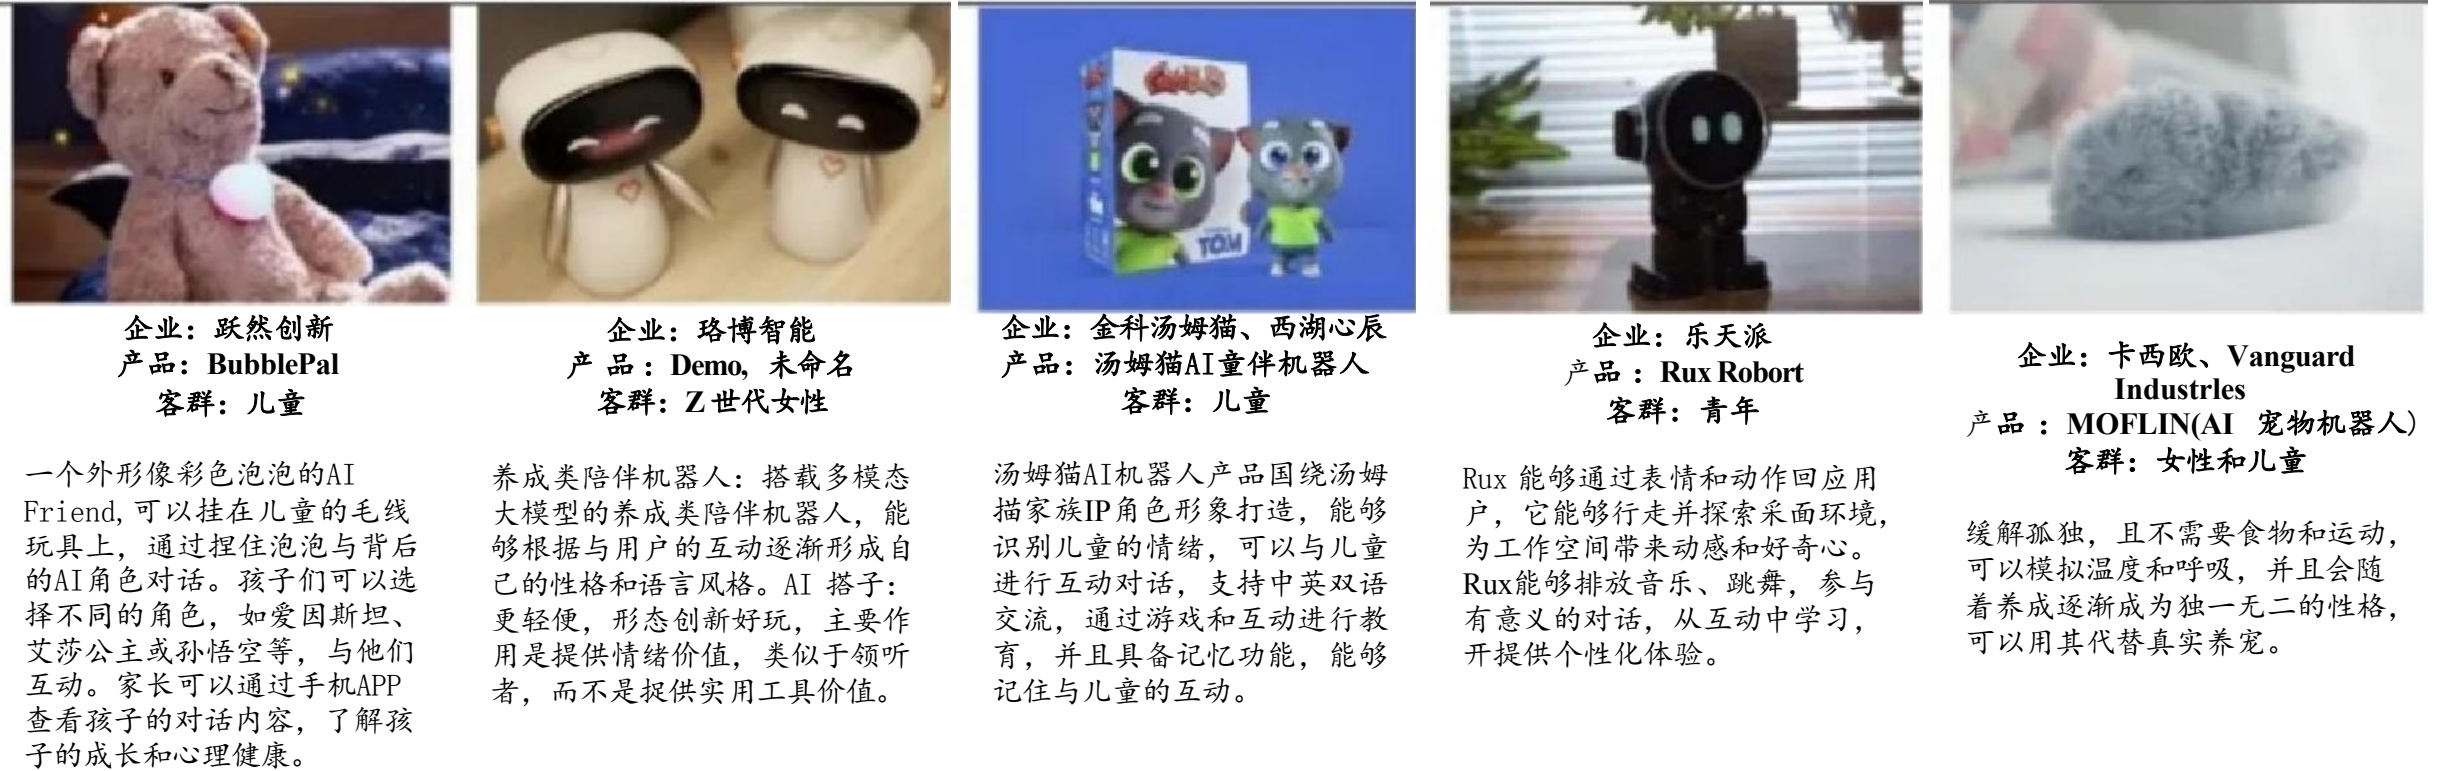 TOM
企业：跃然创新
产品：BubblePal
客群：儿童
一个外形像彩色泡泡的AI
Friend,可以挂在儿童的毛线
玩具上，通过捏住泡泡与背后
的AI角色对话。孩子们可以选
择不同的角色，如爱因斯坦、
艾莎公主或孙悟空等，与他们
互动。家长可以通过手机APP
查看孩子的对话内容，了解孩
子的成长和心理健康。
企业：珞博智能
产 品：Demo, 未命名
客群：Z 世代女性
养成类陪伴机器人：搭载多模态
大模型的养成类陪伴机器人，能
够根据与用户的互动逐渐形成自
己的性格和语言风格。AI 搭子：
更轻便，形态创新好玩，主要作
用是提供情绪价值，类似于领听
者，而不是捉供实用工具价值。
企业：金科汤姆猫、西湖心辰
产品：汤姆猫AI童伴机器人
客群：儿童
汤姆猫AI机器人产品国绕汤姆
描家族IP角色形象打造，能够
识别儿童的情绪，可以与儿童
进行互动对话，支持中英双语
交流，通过游戏和互动进行教
育，并且具备记忆功能，能够
记住与儿童的互动。
企业：乐天派
产品 ：Rux Robort
客群：青年
Rux 能够通过表情和动作回应用
户，它能够行走并探索采面环境，
为工作空间带来动感和好奇心。
Rux能够排放音乐、跳舞，参与
有意义的对话，从互动中学习，
开提供个性化体验。
企业：卡西欧、Vanguard
Industrles
产品 ：MOFLIN(AI 宠物机器人)
客群：女性和儿童
缓解孤独，且不需要食物和运动，
可以模拟温度和呼吸，并且会随
着养成逐渐成为独一无二的性格，
可以用其代替真实养宠。